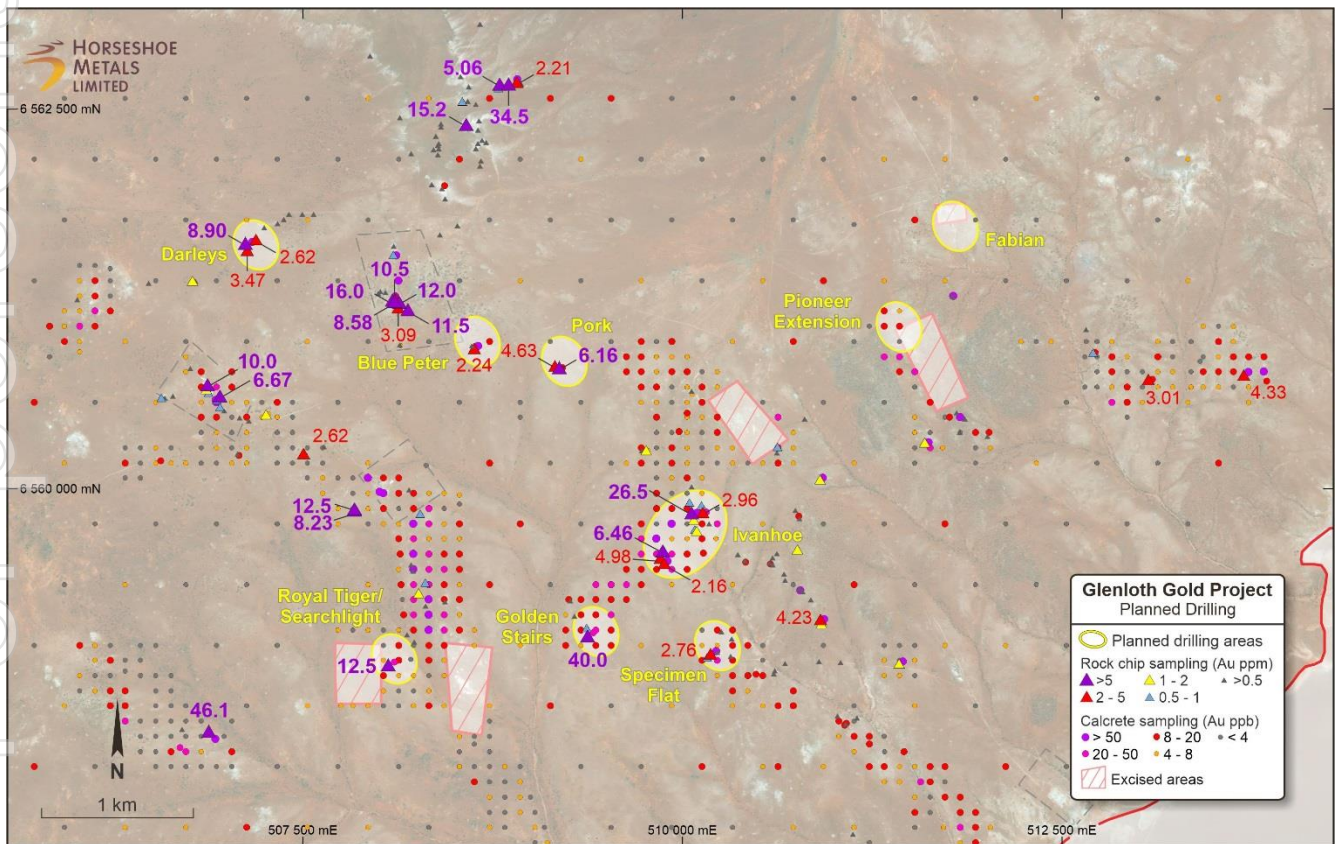 HORSESHOE
METALS
LIMITED
5.06
2.21
6 562 500 mN
15.2
34.5
8.90
Darleys
2.62
3.47
Fabian
10.5
16.0
12.0
8.58
11.5
3.09
Pioneer
Extension
Pork
Blue Peter
2.24
4.63
6.16
10.0
6.67
3.01
4.33
2.62
6 560 000 mN
12.5
8.23
26.5
2.96
Ivanhoe
6.46
4.98
2.16
Royal Tiger/
Searchlight
Golden
Stairs
4.23
12.5
40.0
2.76
Specimen
Flat
46.1
N
1 km
507 500 mE
510 000 mE
512 500 mE
Glenloth Gold Project
Planned Drilling
Planned drilling areas
Rock chip sampling (Au ppm)
>5
1 - 2
>0.5
2 - 5
0.5 - 1
Calcrete sampling (Au ppb)
> 50
8 - 20
< 4
20 - 50
4 - 8
Excised areas